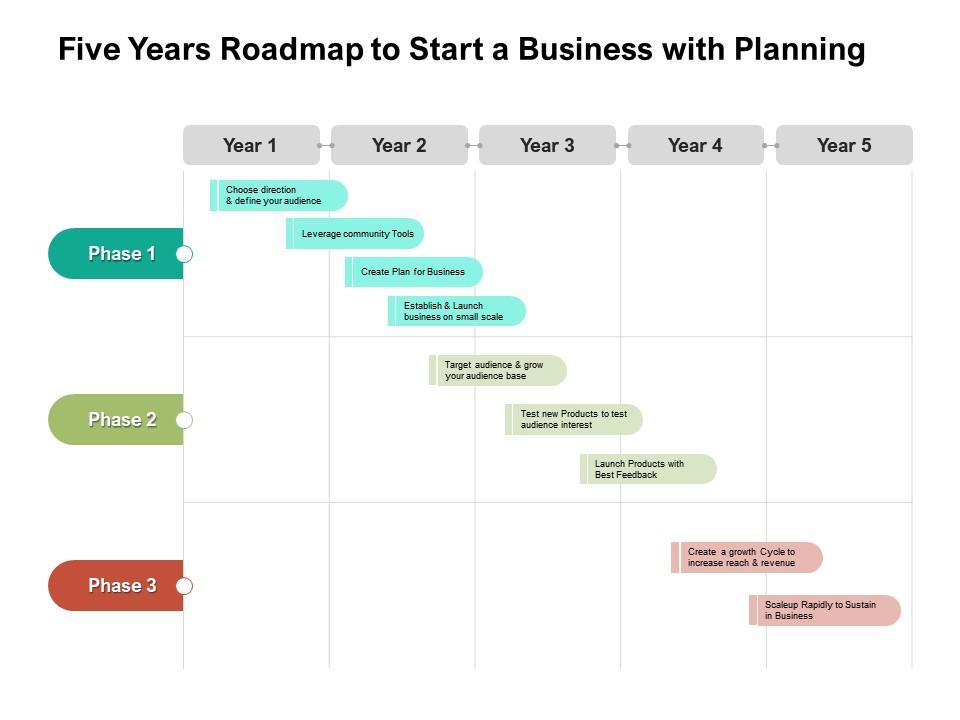 Five Years Roadmap to Start a Business with Planning
Year 1
Year 2
Year 3
Year 4
Year 5
Phase 1
Choose direction
& define your audience
Leverage community Tools
Create Plan for Business
Establish & Launch
business on small scale
Phase 2
Target audience & grow
your audience base
Test new Products to test
audience interest
Launch Products with
Best Feedback
Phase 3
Create a growth Cycle to
increase reach & revenue
Scaleup Rapidly to Sustain
in Business